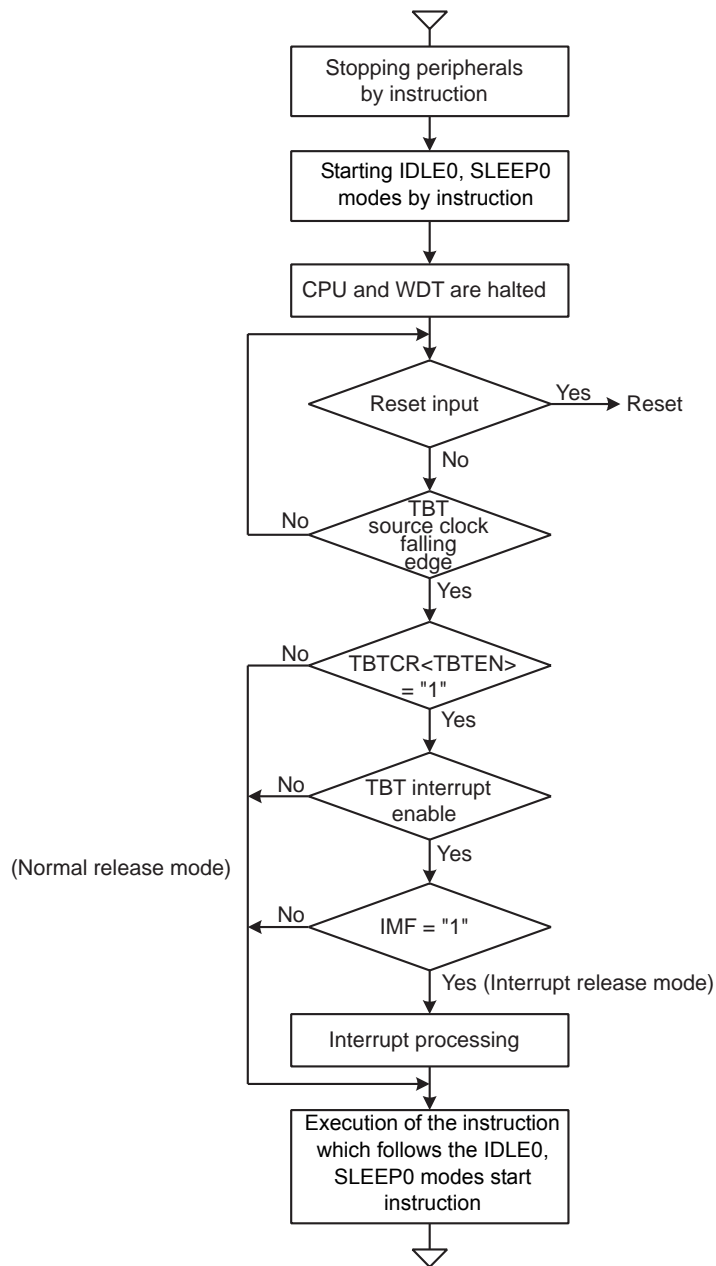 Stopping peripherals
by instruction
Starting IDLE0, SLEEP0
modes by instruction
CPU and WDT are halted
Reset input
Yes
Reset
No
TBT
source clock
falling
edge
No
Yes
TBTCR<TBTEN>
= "1"
No
Yes
TBT interrupt
enable
No
Yes
(Normal release mode)
IMF = "1"
No
Yes (Interrupt release mode)
Interrupt processing
Execution of the instruction
which follows the IDLE0,
SLEEP0 modes start
instruction